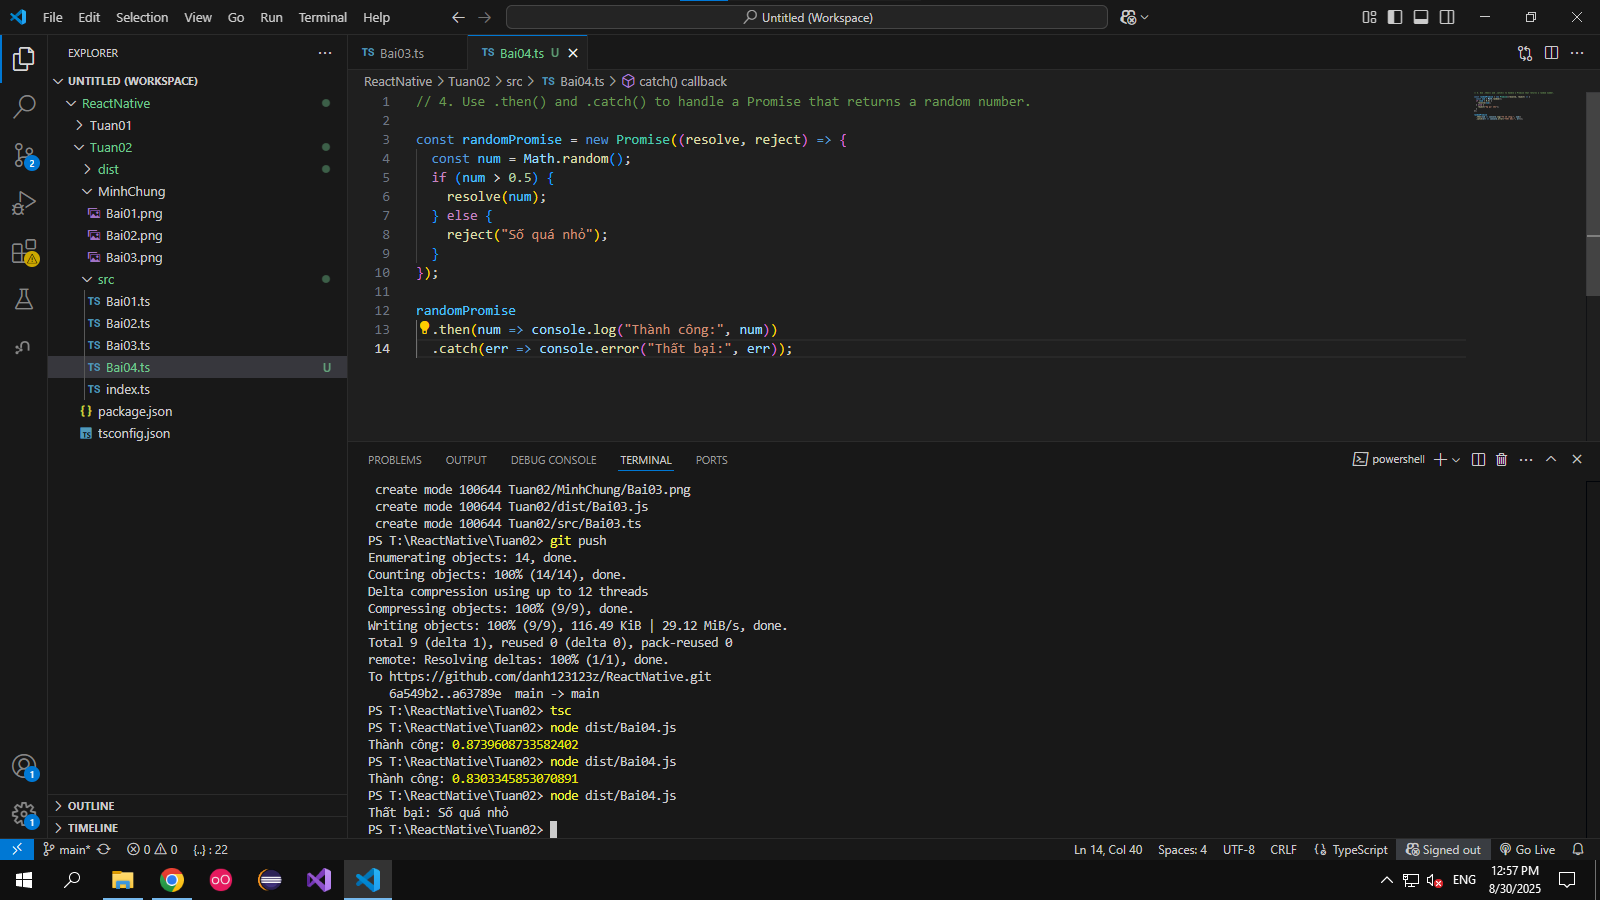 File Edit Selection View Go Run Terminal Help
Untitled (Workspace)
EXPLORER
UNTITLED (WORKSPACE)
ReactNative
Tuan01
Tuan02
dist
MinhChung
Bai01.png
Bai02.png
Bai03.png
src
TS Bai01.ts
TS Bai02.ts
TS Bai03.ts
TS Bai04.ts U
TS index.ts
{} package.json
TS tsconfig.json
OUTLINE
TIMELINE
2
1
1
TS Bai03.ts
TS Bai04.ts U
ReactNative > Tuan02 > src > TS Bai04.ts > catch() callback
1 // 4. Use .then() and .catch() to handle a Promise that returns a random number.
2
3 const randomPromise = new Promise((resolve, reject) => {
4 const num = Math.random();
5 if (num > 0.5) {
6 resolve(num);
7 } else {
8 reject("Số quá nhỏ");
9 }
10 });
11
12 randomPromise
13 .then(num => console.log("Thành công:", num))
14 .catch(err => console.error("Thất bại:", err));
PROBLEMS OUTPUT DEBUG CONSOLE TERMINAL PORTS
powershell
create mode 100644 Tuan02/MinhChung/Bai03.png
create mode 100644 Tuan02/dist/Bai03.js
create mode 100644 Tuan02/src/Bai03.ts
PS T:\ReactNative\Tuan02> git push
Enumerating objects: 14, done.
Counting objects: 100% (14/14), done.
Delta compression using up to 12 threads
Compressing objects: 100% (9/9), done.
Writing objects: 100% (9/9), 116.49 KiB | 29.12 MiB/s, done.
Total 9 (delta 1), reused 0 (delta 0), pack-reused 0
remote: Resolving deltas: 100% (1/1), done.
To https://github.com/danh123123z/ReactNative.git
6a549b2..a63789e main -> main
PS T:\ReactNative\Tuan02> tsc
PS T:\ReactNative\Tuan02> node dist/Bai04.js
Thành công: 0.8739608733582402
PS T:\ReactNative\Tuan02> node dist/Bai04.js
Thành công: 0.8303345853070891
PS T:\ReactNative\Tuan02> node dist/Bai04.js
Thất bại: Số quá nhỏ
PS T:\ReactNative\Tuan02>
main* 0 0 {..} : 22
Ln 14, Col 40 Spaces: 4 UTF-8 CRLF {} TypeScript Signed out Go Live
ENG
12:57 PM
8/30/2025